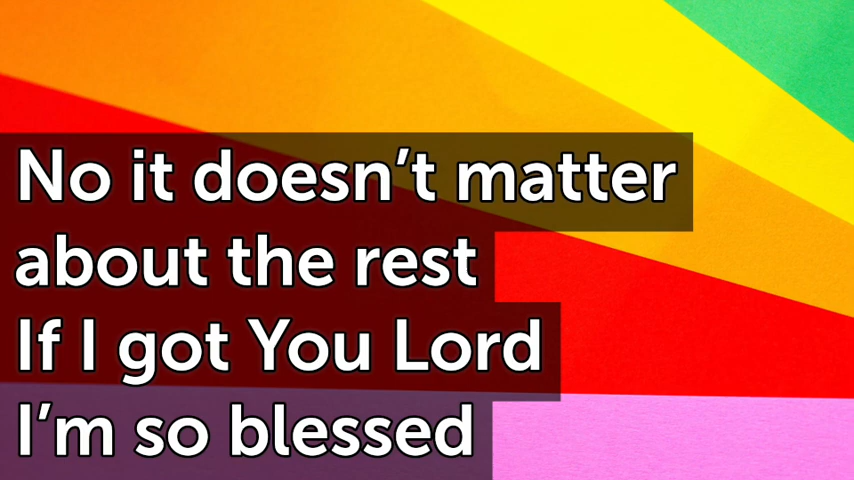 No it doesn’t matter
about the rest
If I got You Lord
I’m so blessed